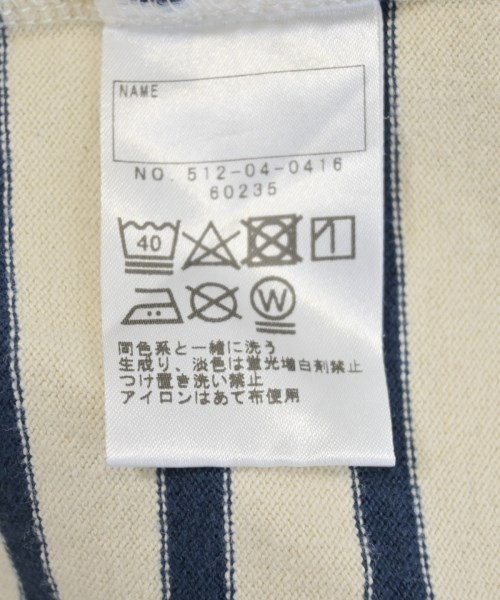 NAME
NO. 512-04-0416
60235
40
W
同色系と一緒に洗う
生成り、淡色は蛍光増白剤禁止
つけ置き洗い禁止
アイロンはあて布使用